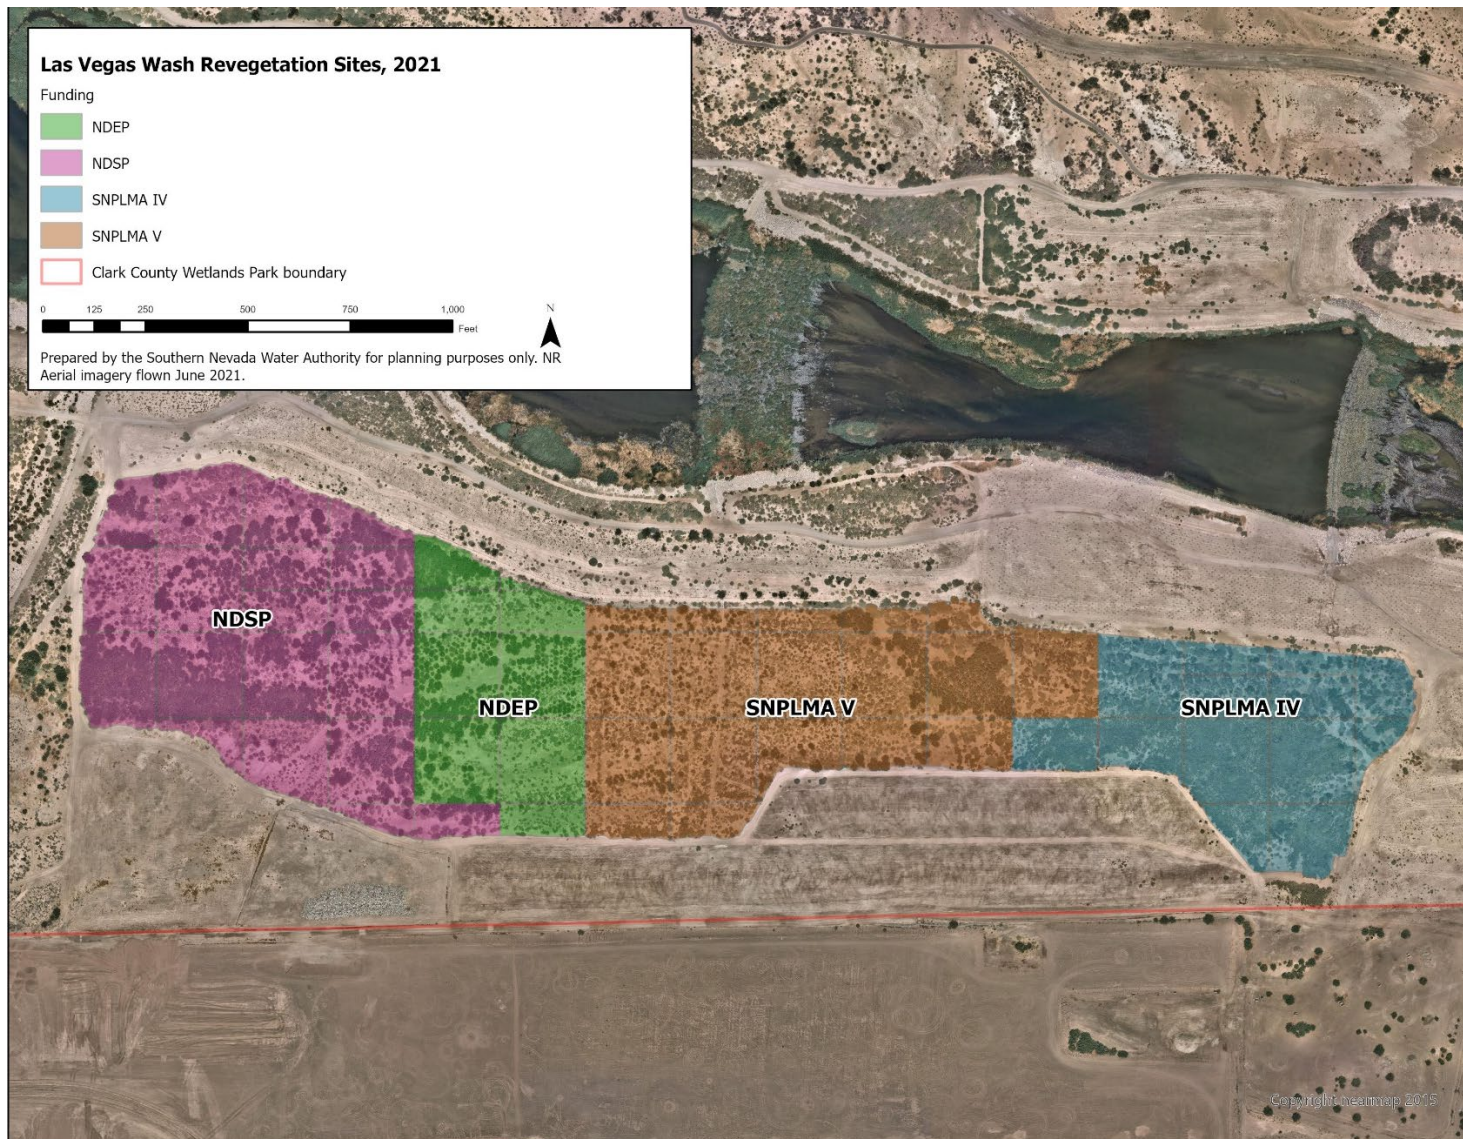 Las Vegas Wash Revegetation Sites, 2021
Funding
NDEP
NDSP
SNPLMA IV
SNPLMA V
Clark County Wetlands Park boundary
0 125 250 500 750 1,000
Feet
N
Prepared by the Southern Nevada Water Authority for planning purposes only. NR
Aerial imagery flown June 2021.
NDSP
NDEP
SNPLMA V
SNPLMA IV
Copyright nearmap 2015